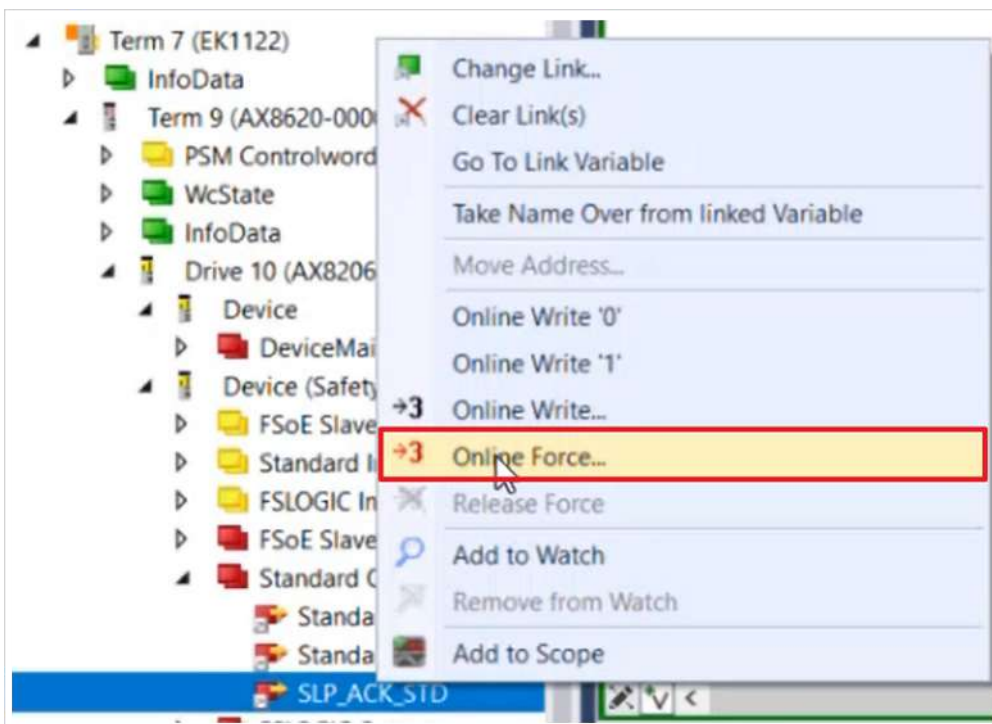 Term 7 (EK1122)
InfoData
Term 9 (AX8620-000
PSM Controlword
WcState
InfoData
Drive 10 (AX8206
Device
DeviceMai
Device (Safety
FSoE Slave
Standard I
FSLOGIC In
FSoE Slave
Standard
Standa
Standa
SLP_ACK_STD
Change Link...
Clear Link(s)
Go To Link Variable
Take Name Over from linked Variable
Move Address...
Online Write '0'
Online Write '1'
→3 Online Write...
→3 Online Force...
Release Force
Add to Watch
Remove from Watch
Add to Scope